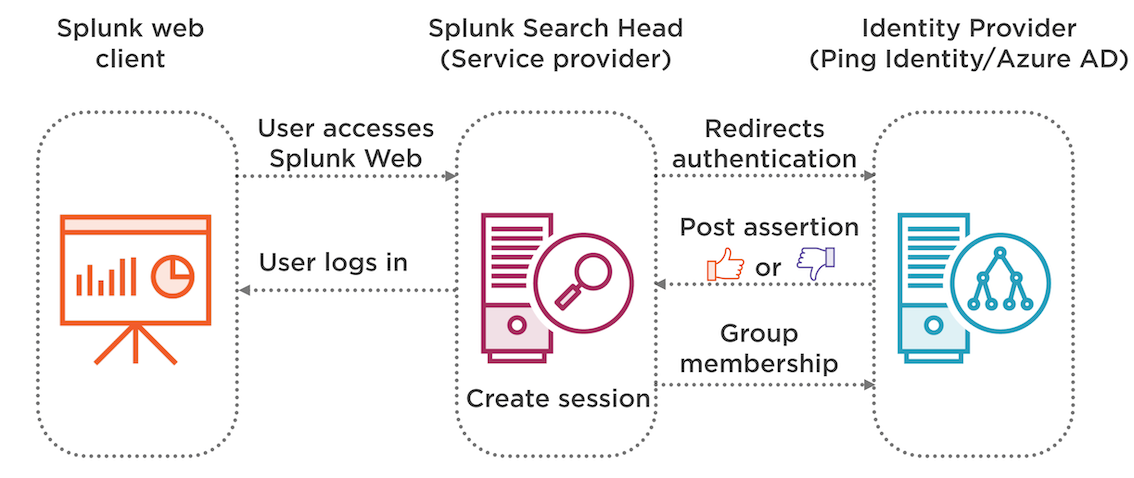 Splunk web
client
Splunk Search Head
(Service provider)
Identity Provider
(Ping Identity/Azure AD)
User accesses
Splunk Web
Redirects
authentication
Post assertion
or
User logs in
Group
membership
Create session